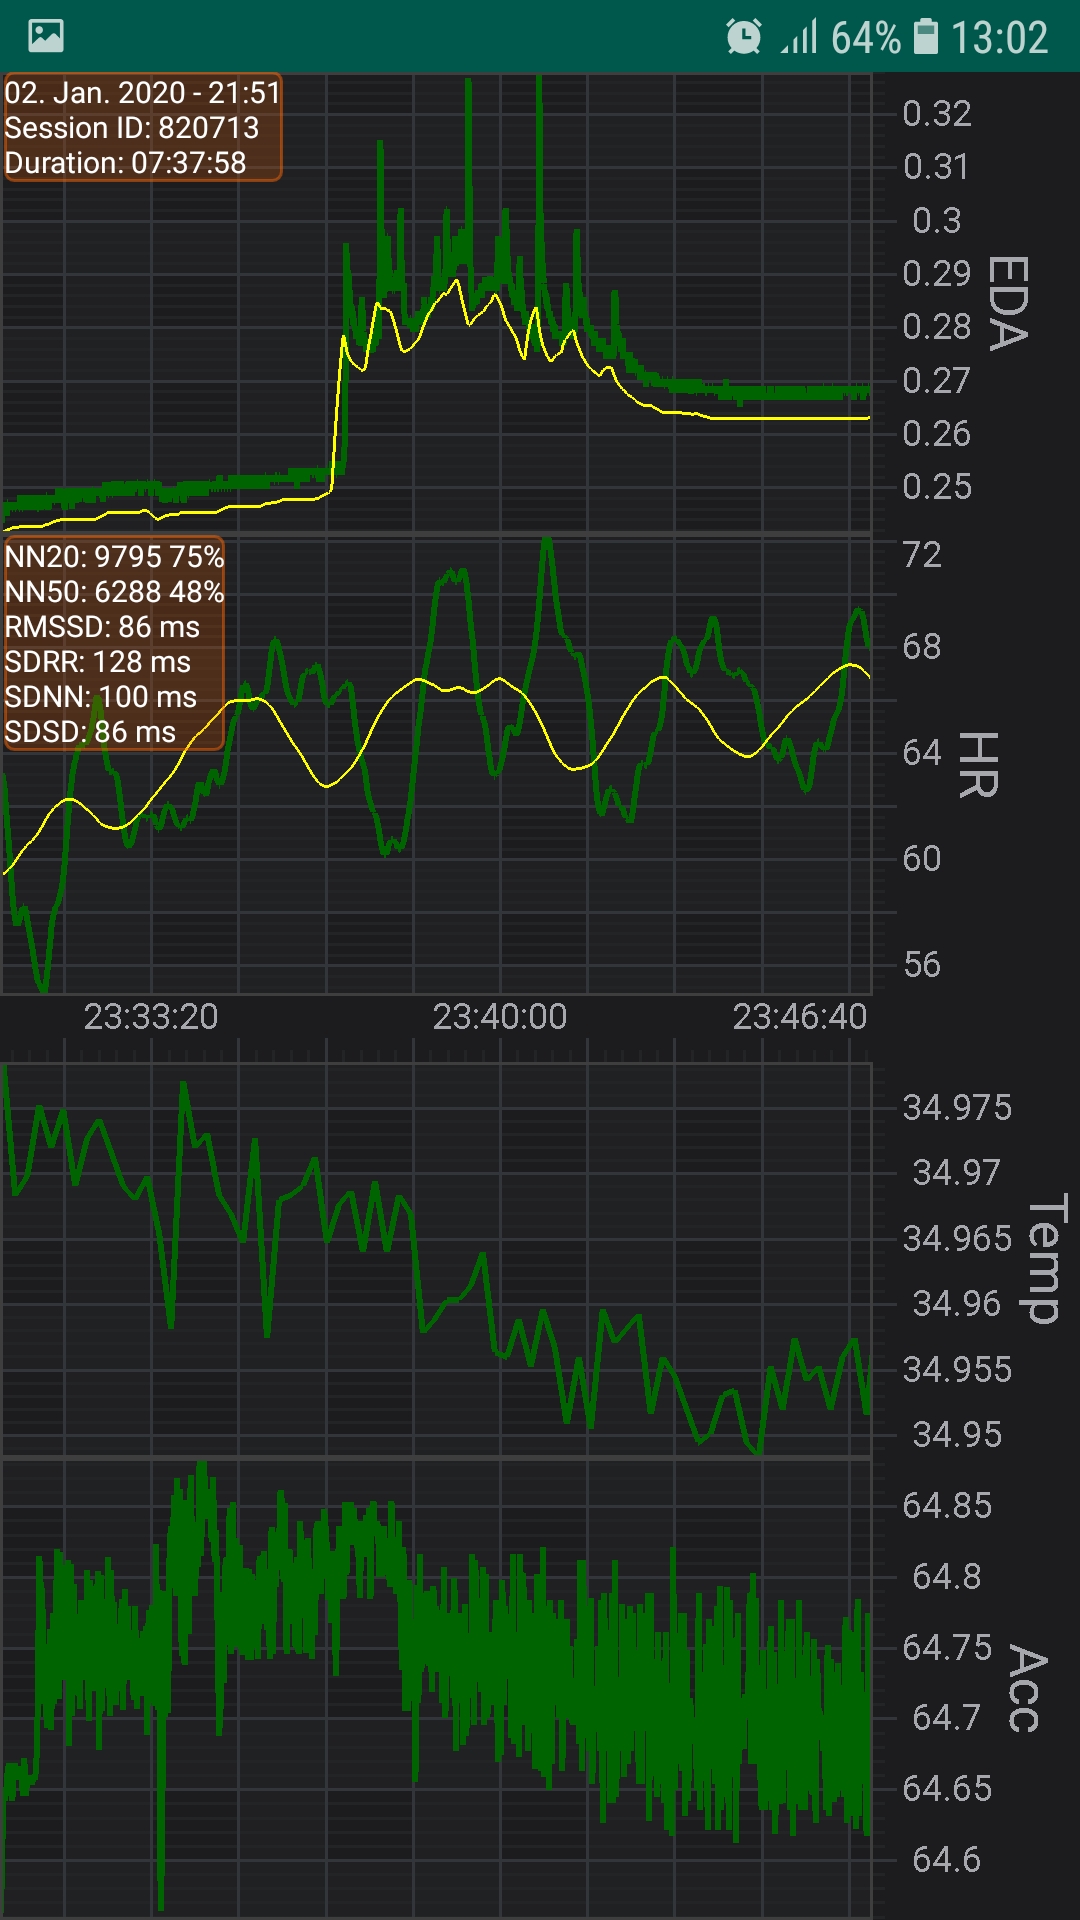 64% 13:02
02. Jan. 2020 - 21:51
Session ID: 820713
Duration: 07:37:58
0.32
0.31
0.3
0.29
0.28
0.27
0.26
0.25
EDA
NN20: 9795 75%
NN50: 6288 48%
RMSSD: 86 ms
SDRR: 128 ms
SDNN: 100 ms
SDSD: 86 ms
72
68
64
60
56
HR
23:33:20 23:40:00 23:46:40
34.975
34.97
34.965
34.96
34.955
34.95
Temp
64.85
64.8
64.75
64.7
64.65
64.6
Acc